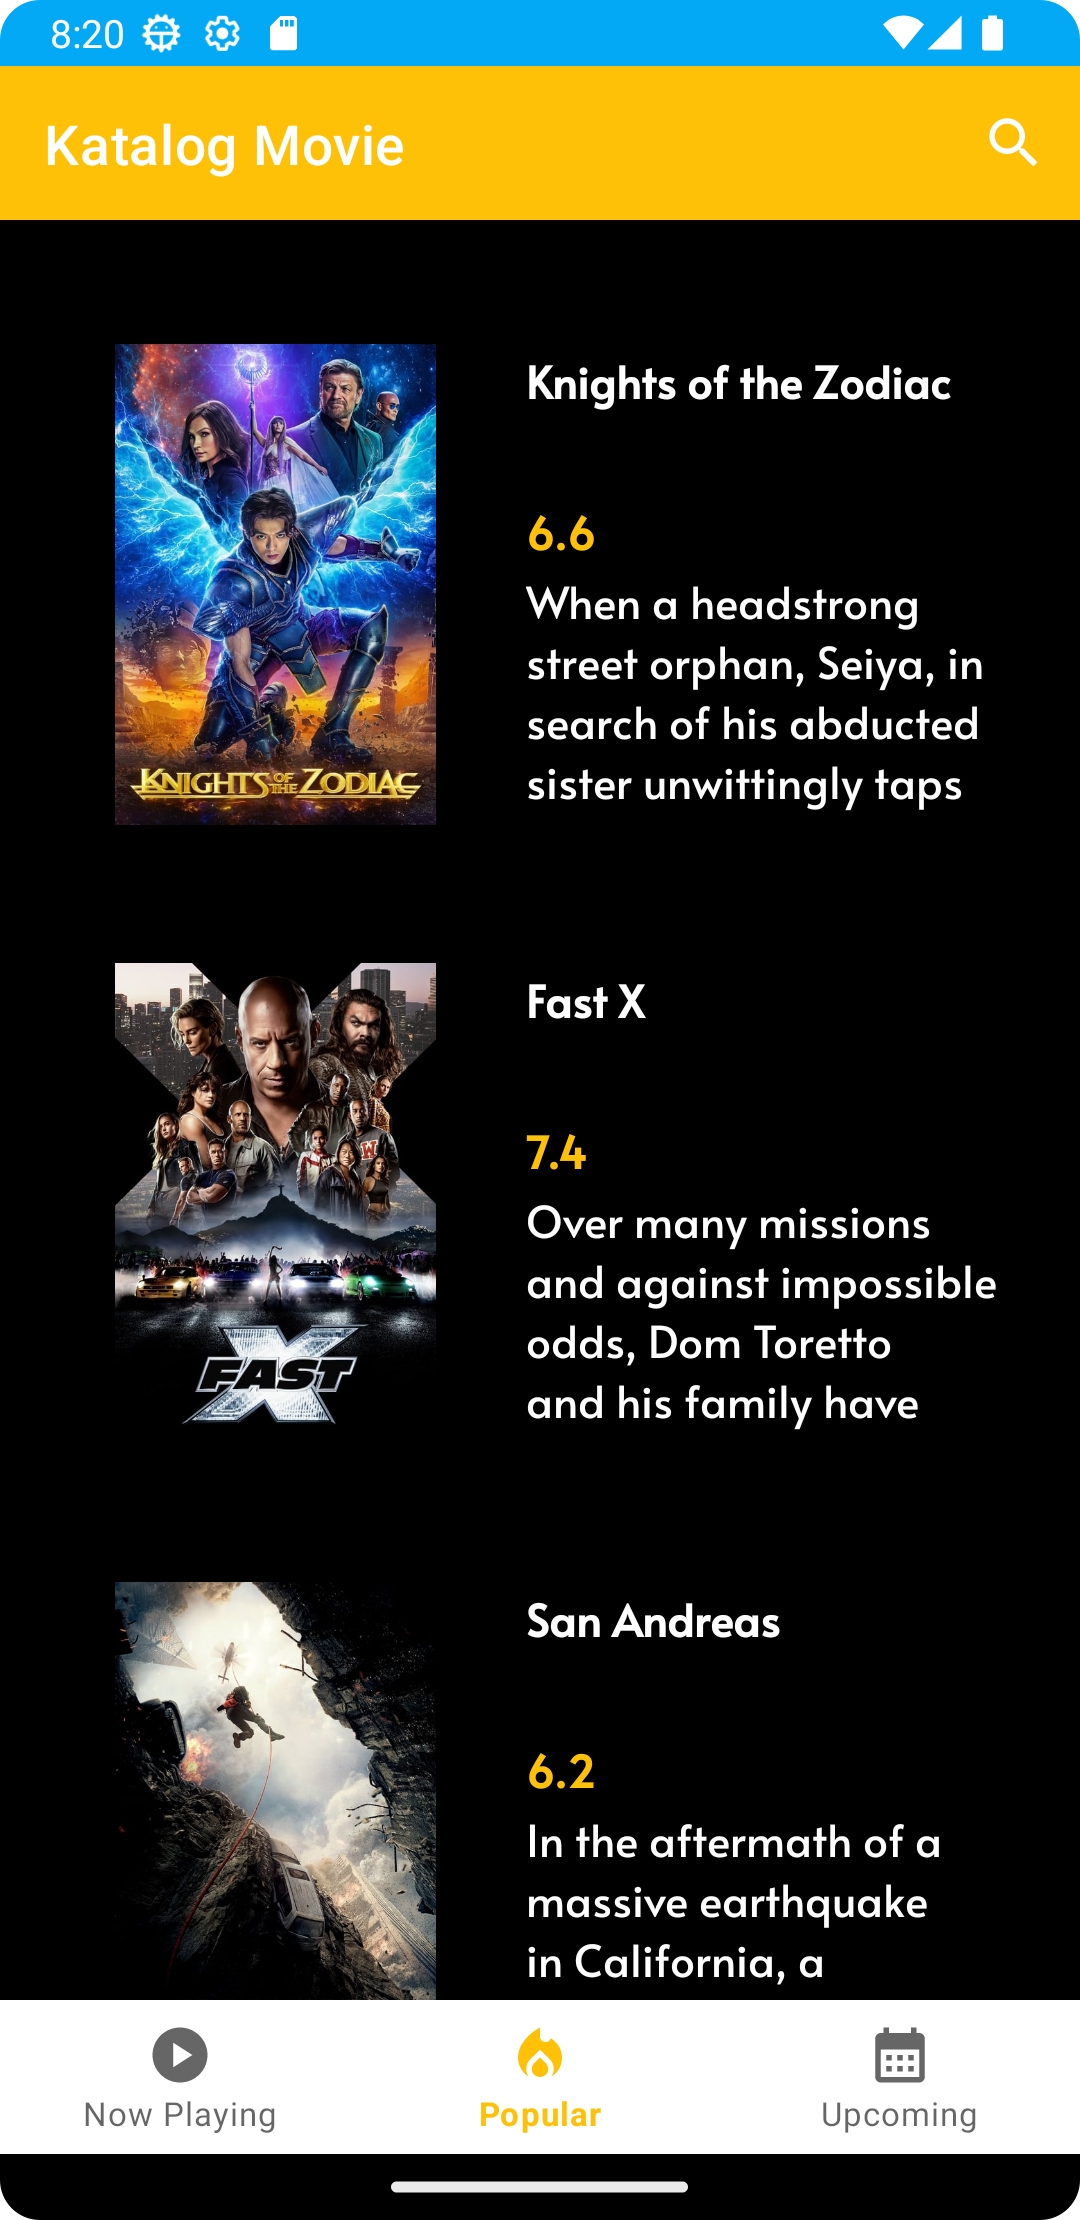 8:20
Katalog Movie
Knights of the Zodiac
6.6
When a headstrong
street orphan, Seiya, in
search of his abducted
sister unwittingly taps
KNIGHTS OF THE ZODIAC
Fast X
7.4
Over many missions
and against impossible
odds, Dom Toretto
and his family have
W
FAST X
San Andreas
6.2
In the aftermath of a
massive earthquake
in California, a
Now Playing
Popular
Upcoming